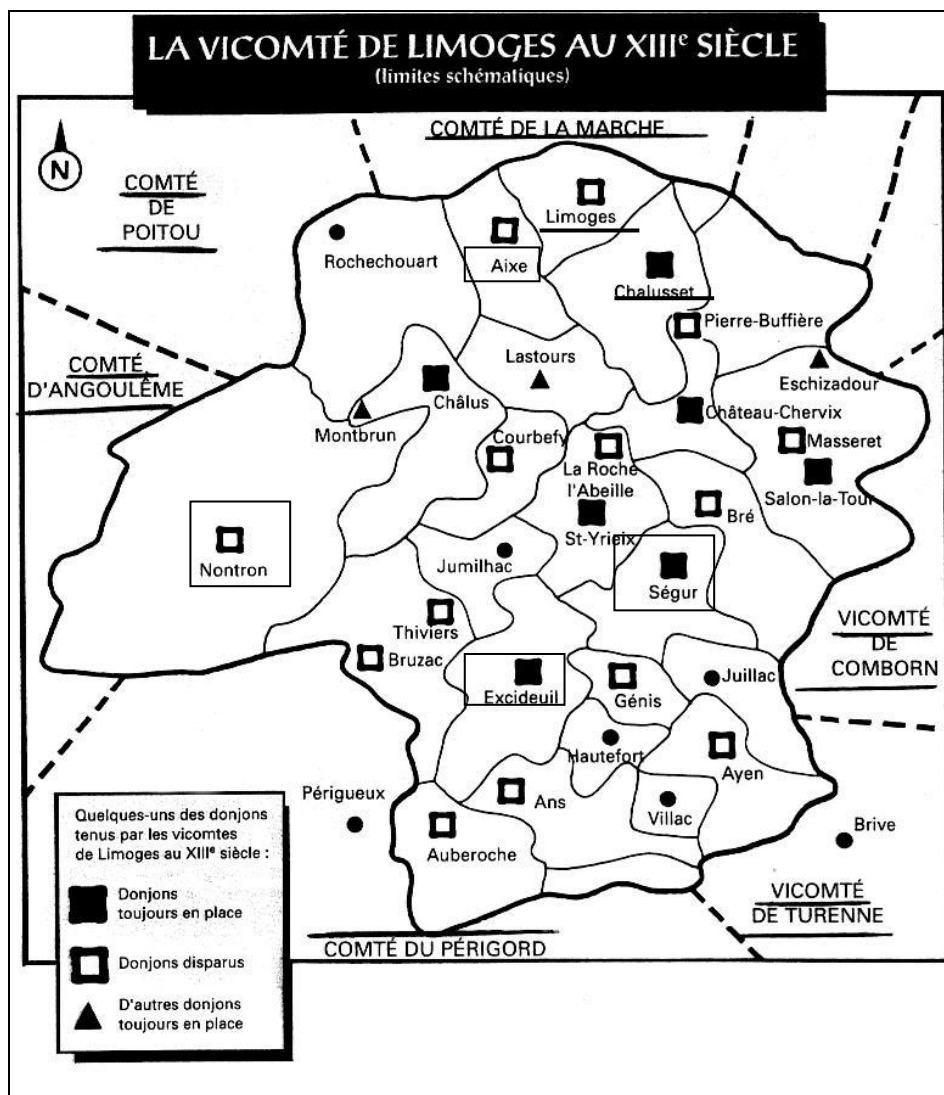 LA VICOMTÉ DE LIMOGES AU XIIIe SIÈCLE
(limites schématiques)
COMTÉ DE LA MARCHE
N
COMTÉ
DE
POITOU
Limoges
Rochechouart
Aixe
Chalusset
Pierre-Buffière
COMTÉ
D'ANGOULÊME
Lastours
Eschizadour
Châlus
Château-Chervix
Montbrun
Courbefy
Masseret
La Roche
l'Abeille
Salon-la-Tour
Bré
St-Yrieix
Nontron
Jumilhac
Ségur
Thiviers
VICOMTÉ
DE
COMBORN
Bruzac
Excideuil
Génis
Juillac
Hautefort
Ayen
Périgueux
Ans
Villac
Brive
Auberoche
VICOMTÉ
DE TURENNE
COMTÉ DU PÉRIGORD
Quelques-uns des donjons
tenus par les vicomtes
de Limoges au XIIIe siècle :
Donjons
toujours en place
Donjons disparus
D'autres donjons
toujours en place